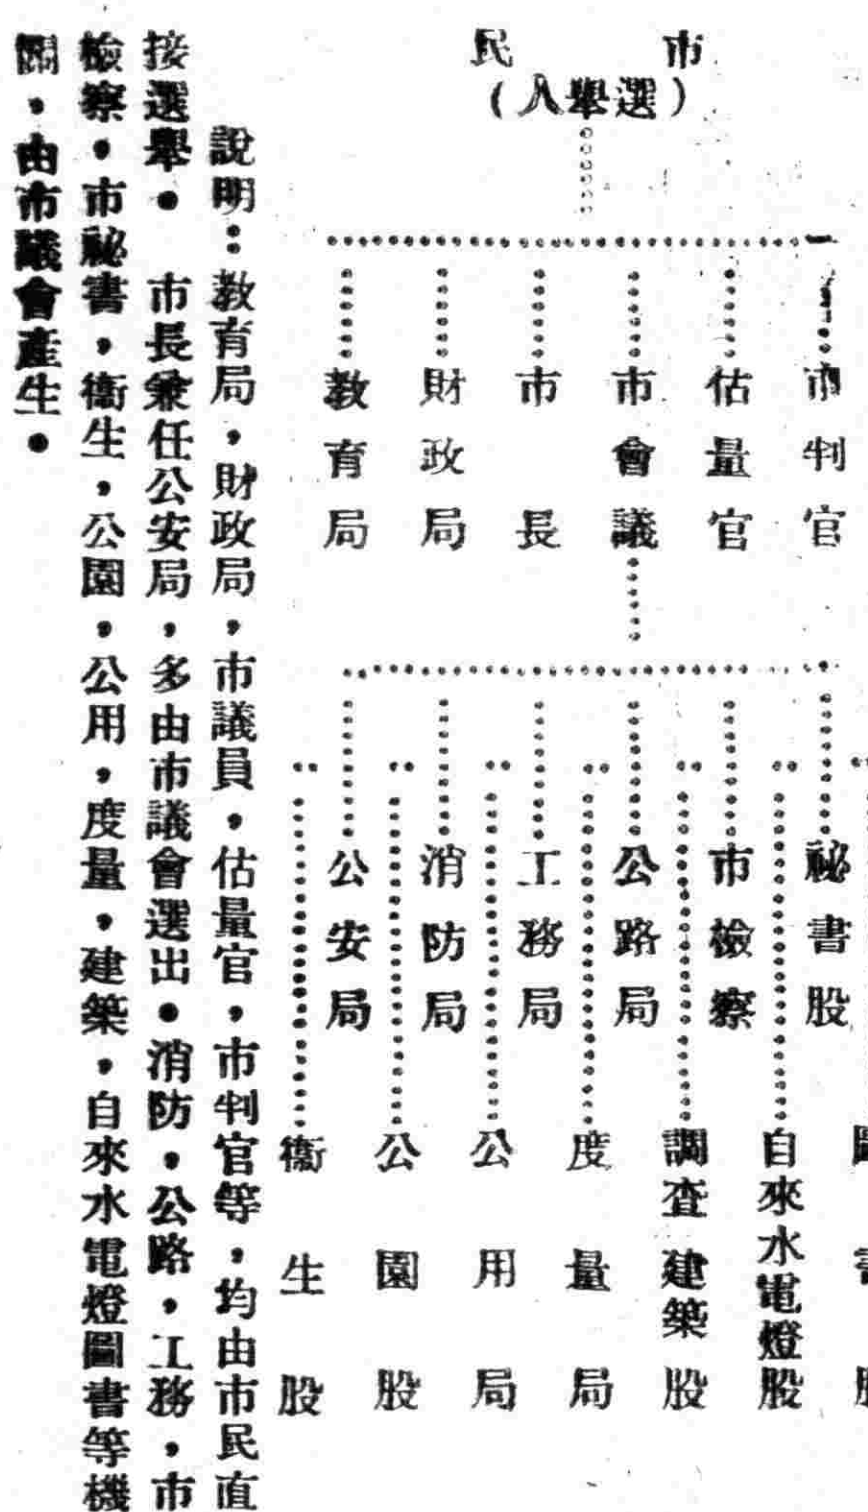 市民
(選舉人)
市判官
估量官
市會議
市長
財政局
教育局
祕書股
市檢察
公路局
工務局
消防局
公安局
自來水電燈股
調查建築股
度量局
公用局
公園股
衞生股
說明：教育局，財政局，市議員，估量官，市判官等，均由市民直
接選舉。市長兼任公安局，多由市議會選出。消防，公路，工務，市
檢察，市祕書，衞生，公園，公用，度量，建築，自來水電燈圖書等機
關，由市議會產生。